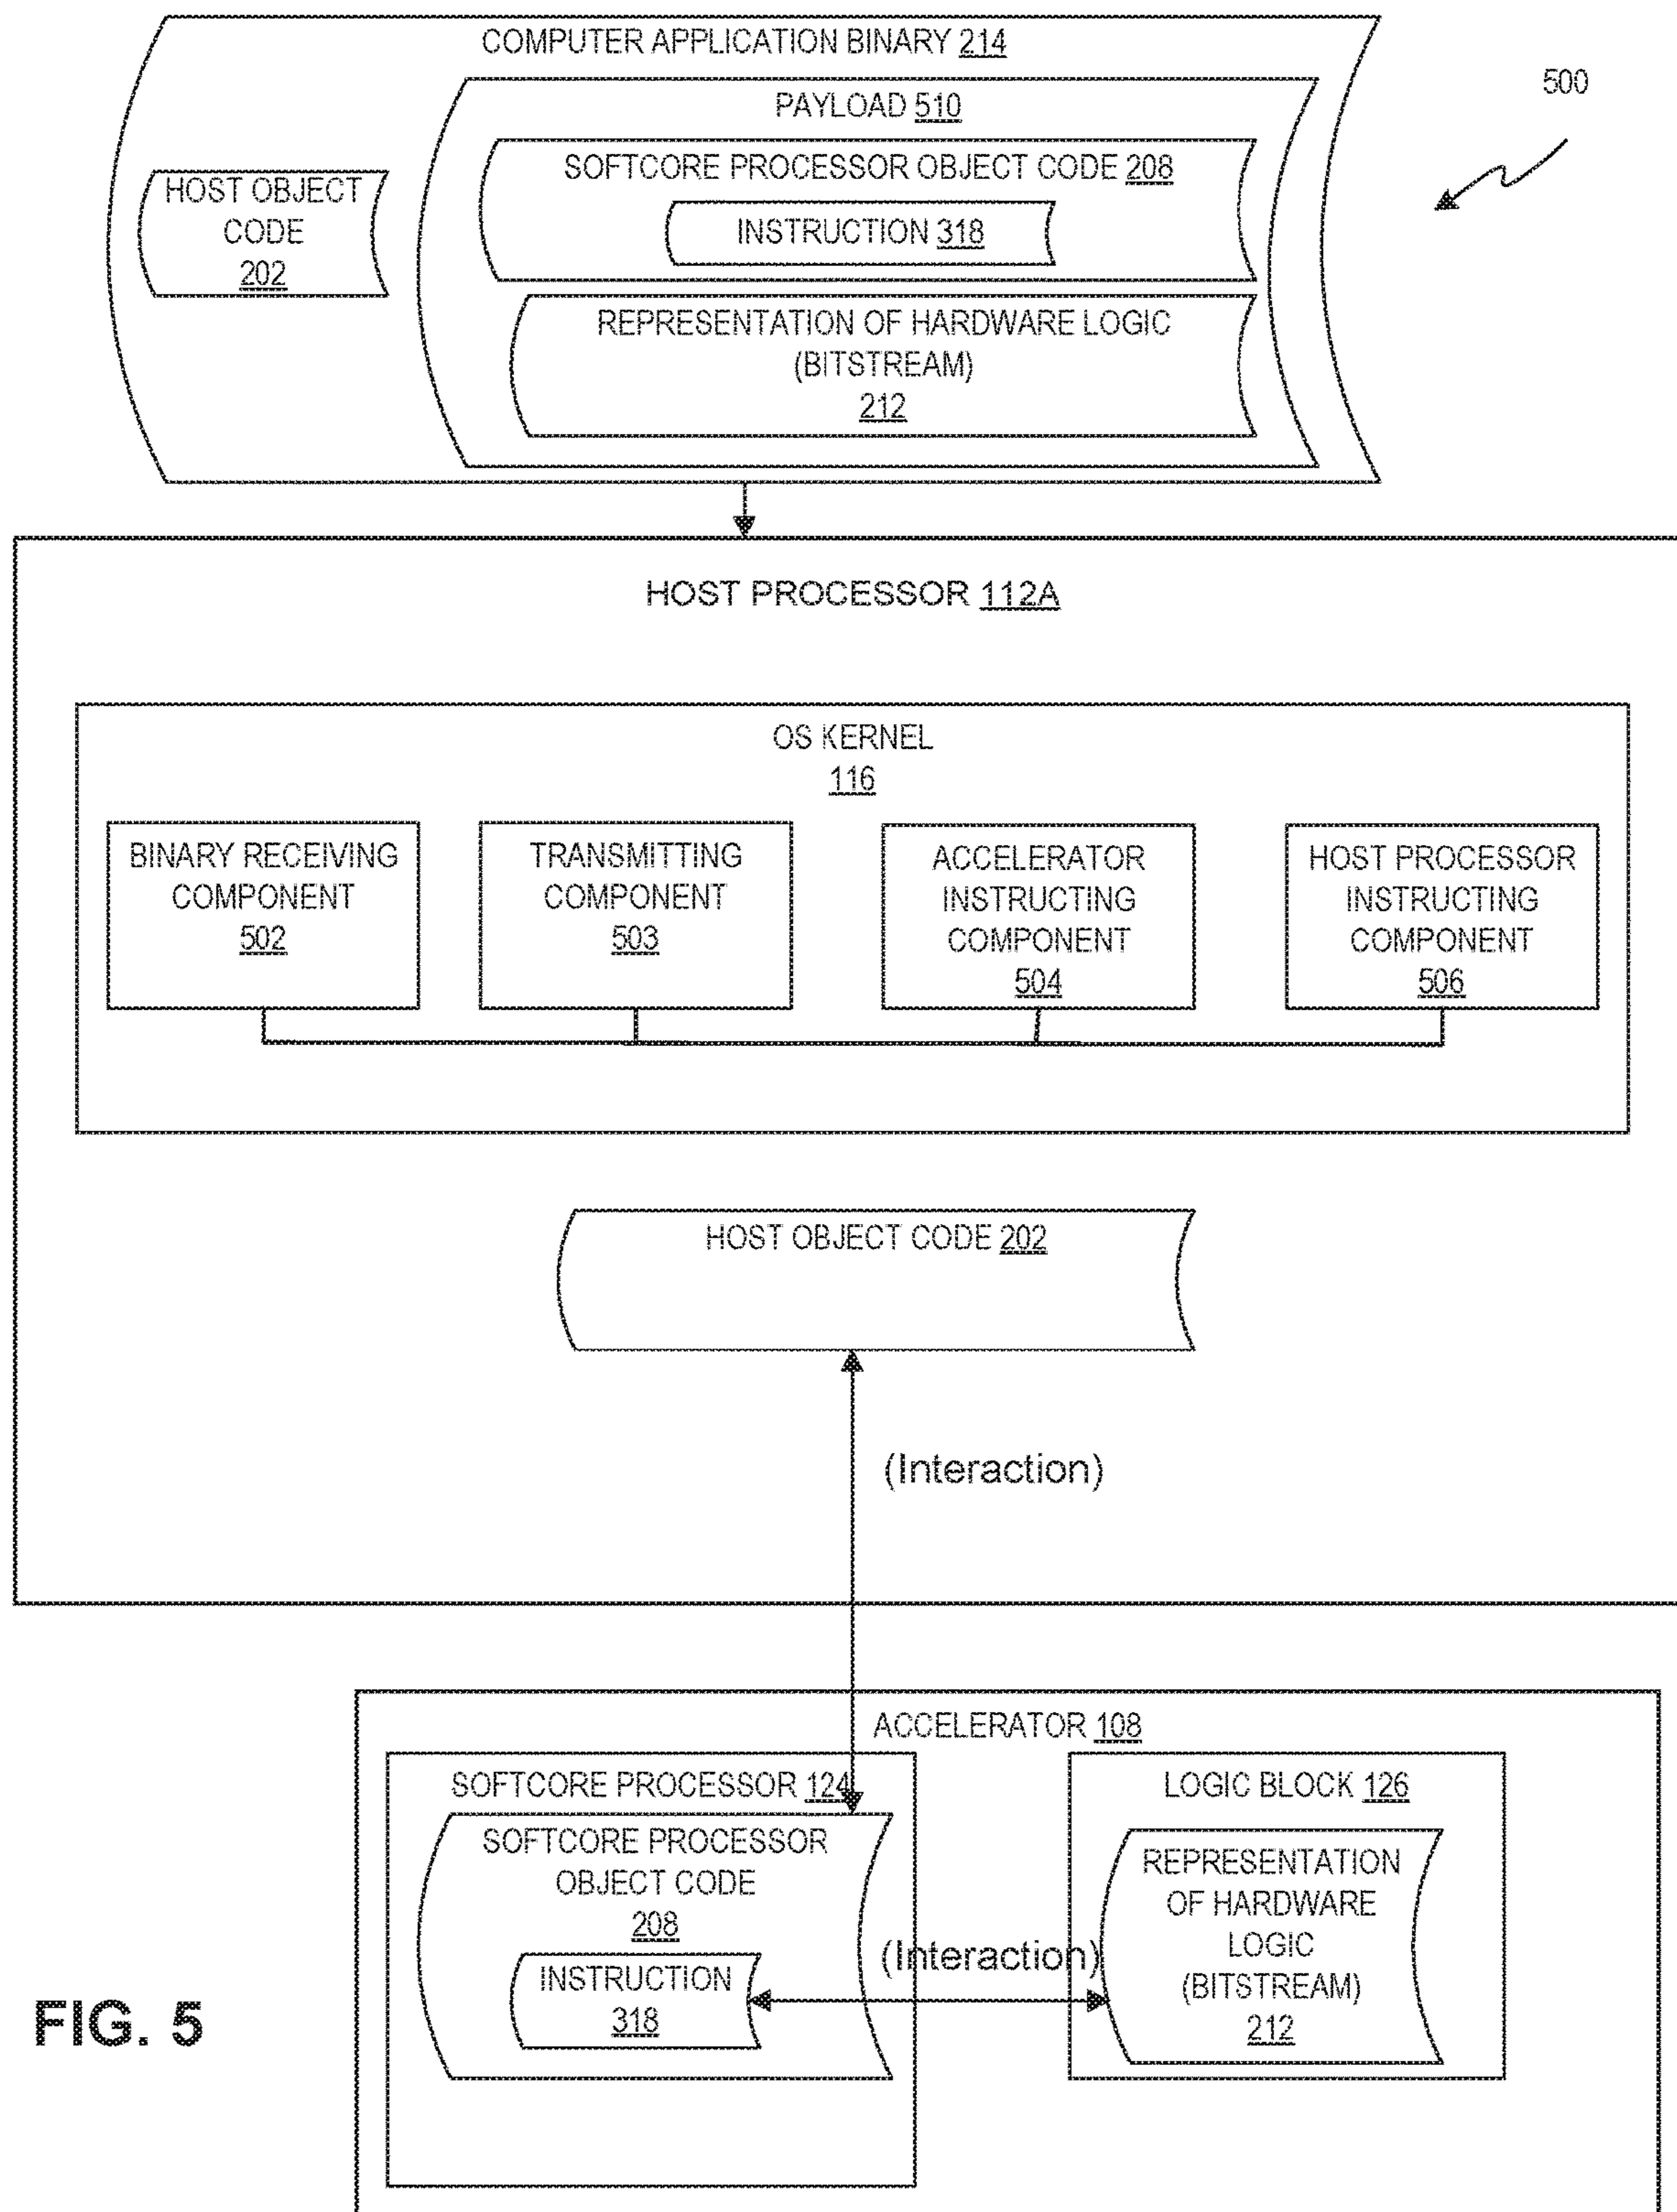 COMPUTER APPLICATION BINARY 214
500
PAYLOAD 510
SOFTCORE PROCESSOR OBJECT CODE 208
INSTRUCTION 318
HOST OBJECT
CODE
202
REPRESENTATION OF HARDWARE LOGIC
(BITSTREAM)
212
HOST PROCESSOR 112A
OS KERNEL
116
BINARY RECEIVING
COMPONENT
502
TRANSMITTING
COMPONENT
503
ACCELERATOR
INSTRUCTING
COMPONENT
504
HOST PROCESSOR
INSTRUCTING
COMPONENT
506
HOST OBJECT CODE 202
(Interaction)
ACCELERATOR 108
SOFTCORE PROCESSOR 124
SOFTCORE PROCESSOR
OBJECT CODE
208
INSTRUCTION
318
(Interaction)
LOGIC BLOCK 126
REPRESENTATION
OF HARDWARE
LOGIC
(BITSTREAM)
212
FIG. 5